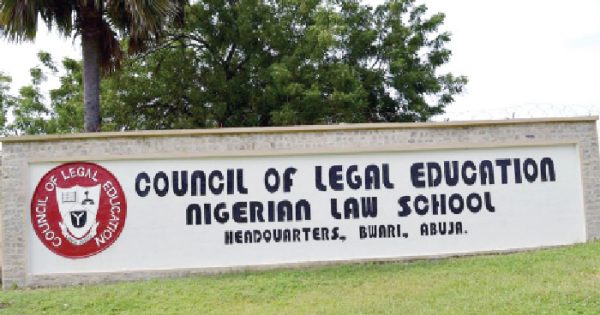 COUNCIL OF LEGAL EDUCATION
COUNCIL OF LEGAL EDUCATION
NIGERIAN LAW SCHOOL
HEADQUARTERS, BWARI, ABUJA.